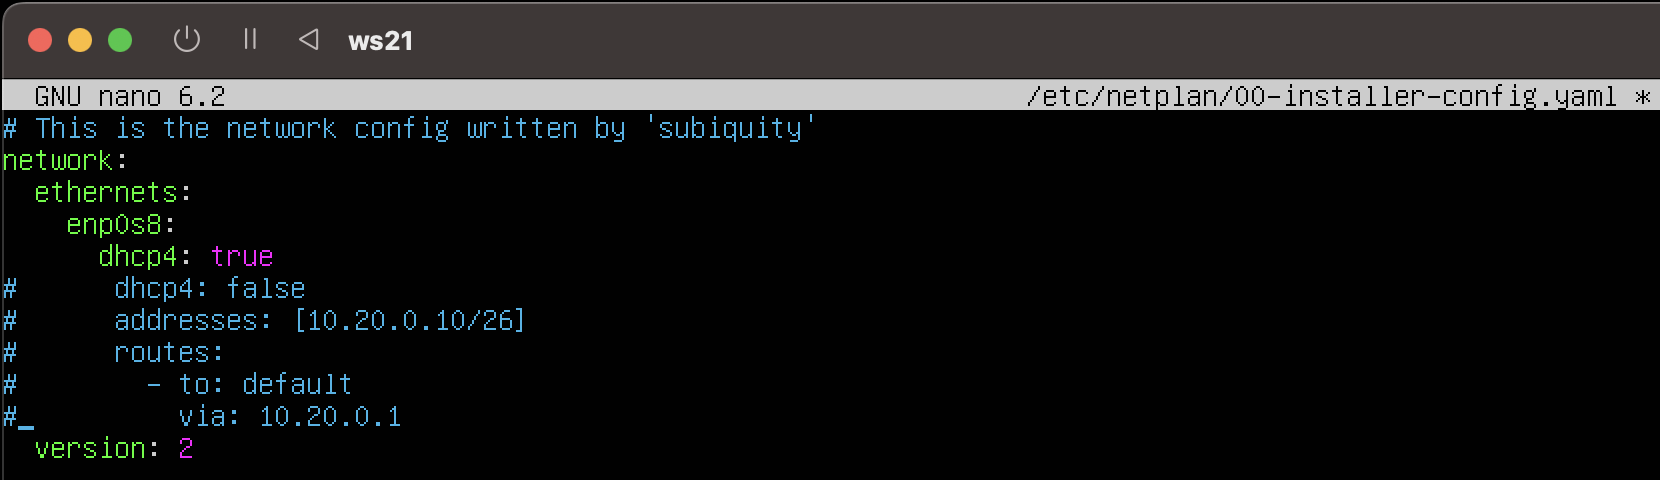 ws21
GNU nano 6.2 /etc/netplan/00-installer-config.yaml *
# This is the network config written by 'subiquity'
network:
  ethernets:
    enp0s8:
      dhcp4: true
#      dhcp4: false
#      addresses: [10.20.0.10/26]
#      routes:
#        - to: default
#_         via: 10.20.0.1
  version: 2